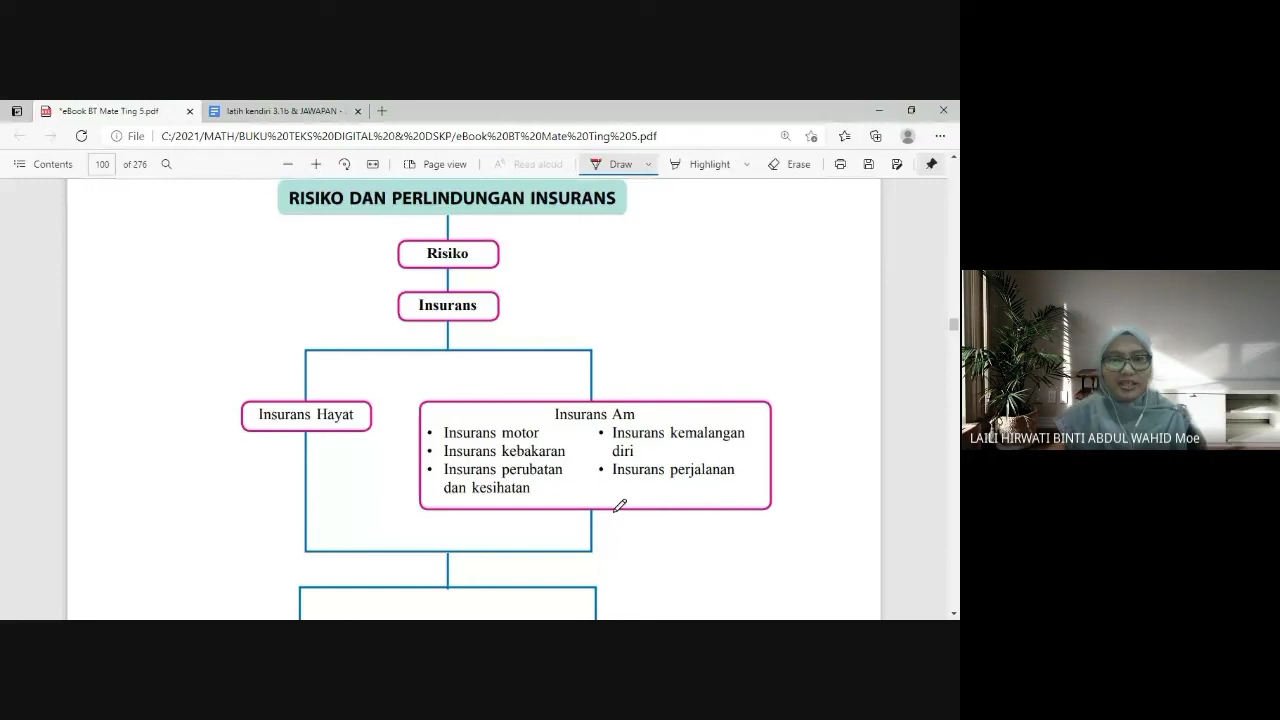 *eBook BT Mate Ting 5.pdf
latih kendiri 3.1b & JAWAPAN -
File
C:/2021/MATH/BUKU%20TEKS%20DIGITAL%20&%20DSKP/eBook%20BT%20Mate%20Ting%205.pdf
Contents
100 of 276
Page view
Read aloud
Draw
Highlight
Erase
RISIKO DAN PERLINDUNGAN INSURANS
Risiko
Insurans
Insurans Hayat
Insurans Am
• Insurans motor
• Insurans kebakaran
• Insurans perubatan
dan kesihatan
• Insurans kemalangan
diri
• Insurans perjalanan
LAILI HIRWATI BINTI ABDUL WAHID Moe